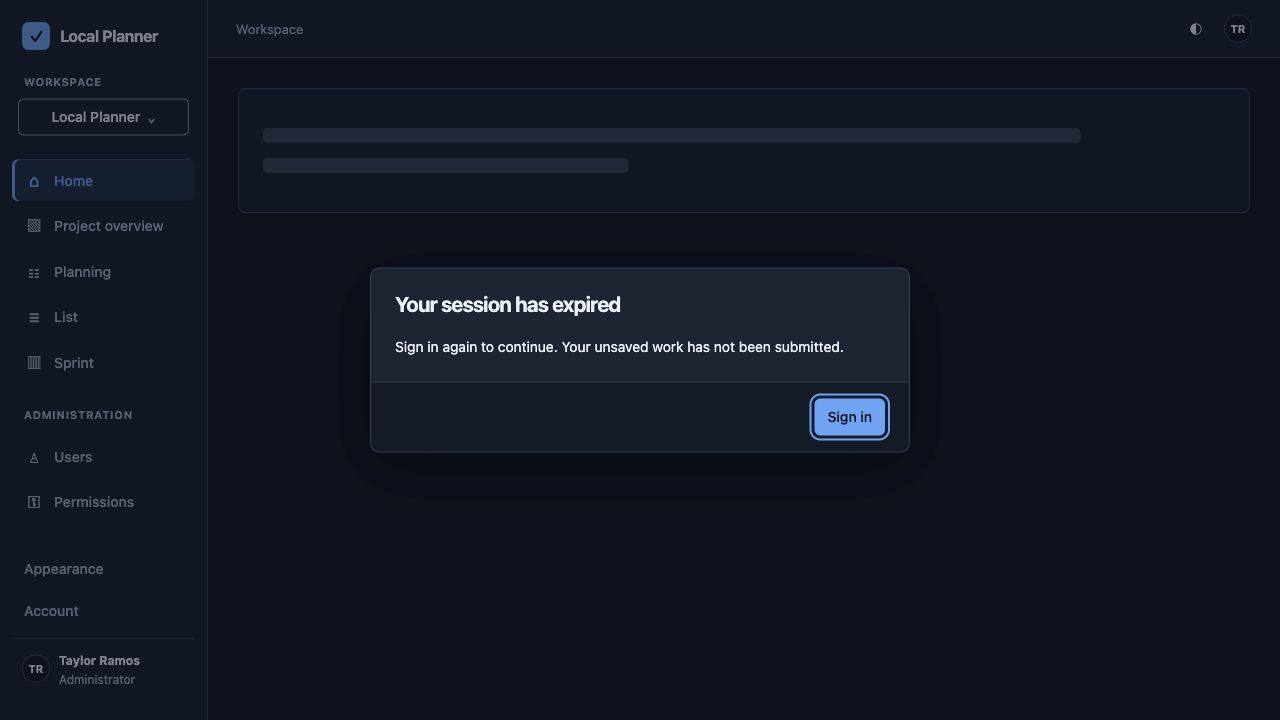 Local Planner
WORKSPACE
Local Planner
Home
Project overview
Planning
List
Sprint
ADMINISTRATION
Users
Permissions
Appearance
Account
TR
Taylor Ramos
Administrator
Workspace
TR
Your session has expired
Sign in again to continue. Your unsaved work has not been submitted.
Sign in